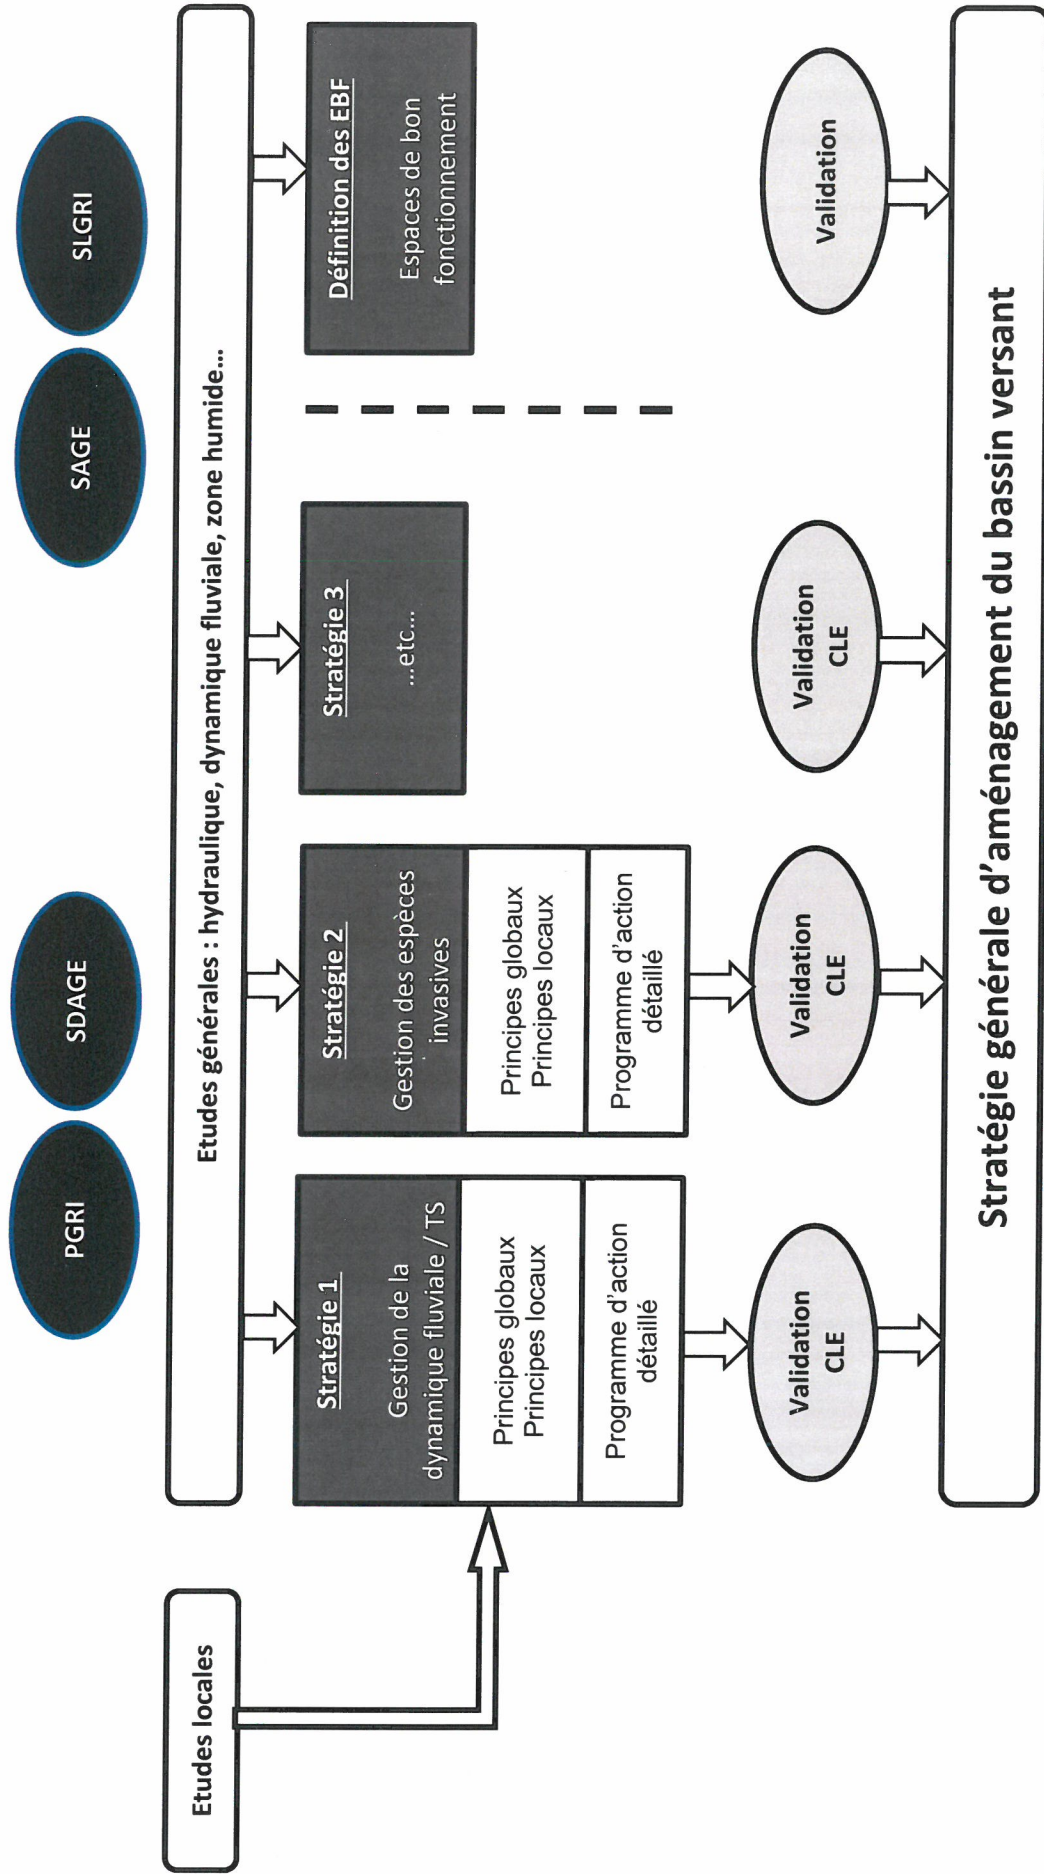 PGRI
SDAGE
SAGE
SLGRI
Etudes locales
Etudes générales : hydraulique, dynamique fluviale, zone humide...
Stratégie 1
Gestion de la
dynamique fluviale / TS
Principes globaux
Principes locaux
Programme d'action
détaillé
Stratégie 2
Gestion des espèces
invasives
Principes globaux
Principes locaux
Programme d'action
détaillé
Stratégie 3
...etc...
Définition des EBF
Espaces de bon
fonctionnement
Validation
CLE
Validation
CLE
Validation
CLE
Validation
Stratégie générale d'aménagement du bassin versant